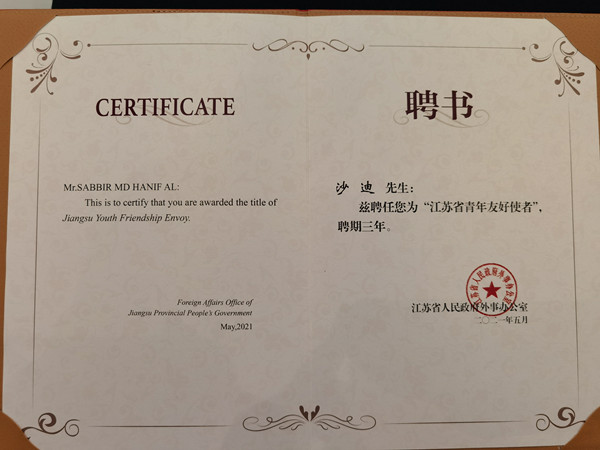 CERTIFICATE
Mr.SABBIR MD HANIF AL:
This is to certify that you are awarded the title of
Jiangsu Youth Friendship Envoy.
Foreign Affairs Office of
Jiangsu Provincial People's Government
May,2021
聘书
沙迪 先生：
兹聘任您为“江苏省青年友好使者”，
聘期三年。
江苏省人民政府外事办公室
二〇二一年五月